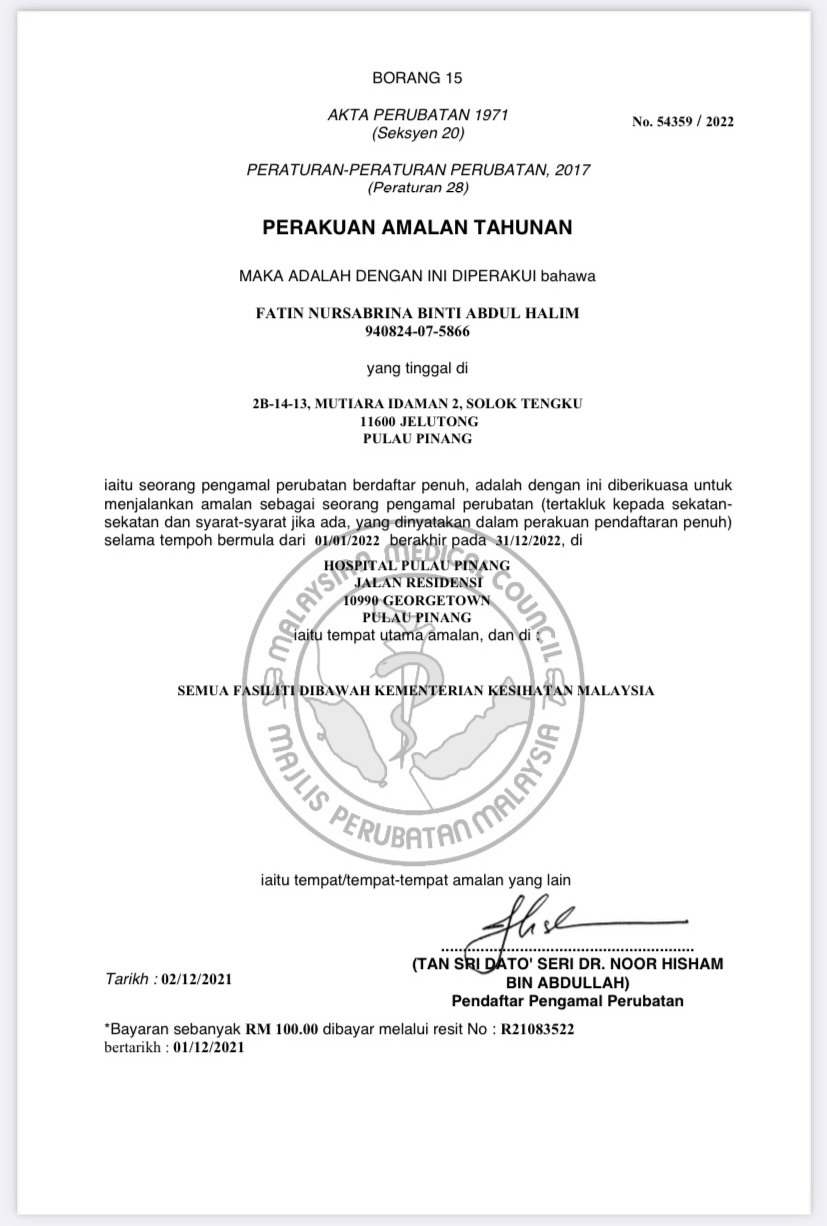 BORANG 15
AKTA PERUBATAN 1971
(Seksyen 20)
No. 54359 / 2022
PERATURAN-PERATURAN PERUBATAN, 2017
(Peraturan 28)
PERAKUAN AMALAN TAHUNAN
MAKA ADALAH DENGAN INI DIPERAKUI bahawa
FATIN NURSABRINA BINTI ABDUL HALIM
940824-07-5866
yang tinggal di
2B-14-13, MUTIARA IDAMAN 2, SOLOK TENGKU
11600 JELUTONG
PULAU PINANG
iaitu seorang pengamal perubatan berdaftar penuh, adalah dengan ini diberikuasa untuk
menjalankan amalan sebagai seorang pengamal perubatan (tertakluk kepada sekatan-
sekatan dan syarat-syarat jika ada, yang dinyatakan dalam perakuan pendaftaran penuh)
selama tempoh bermula dari 01/01/2022 berakhir pada 31/12/2022, di
HOSPITAL PULAU PINANG
JALAN RESIDENSI
10990 GEORGETOWN
PULAU PINANG
iaitu tempat utama amalan, dan di :
SEMUA FASILITI DIBAWAH KEMENTERIAN KESIHATAN MALAYSIA
MALAYSIAN MEDICAL COUNCIL
MAJLIS PERUBATAN MALAYSIA
iaitu tempat/tempat-tempat amalan yang lain
(TAN SRI DATO' SERI DR. NOOR HISHAM
BIN ABDULLAH)
Pendaftar Pengamal Perubatan
Tarikh : 02/12/2021
*Bayaran sebanyak RM 100.00 dibayar melalui resit No : R21083522
bertarikh : 01/12/2021